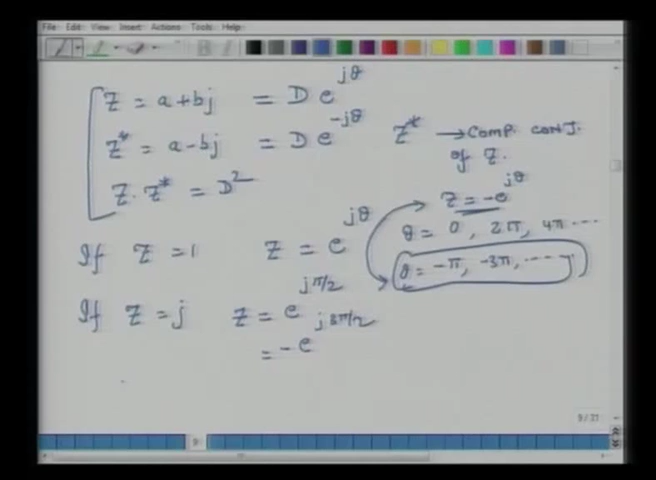 File Edit View Insert Actions Tools Help
Z = a+bj = D e^{jθ}
Z* = a-bj = D e^{-jθ}
Z* → Comp. conj. of Z.
Z. Z* = D^2
Z = -e^{jθ}
θ = 0, 2π, 4π ...
θ = -π, -3π, ......
If Z = 1 Z = e^{jθ}
If Z = j Z = e^{jπ/2}
= -e^{j3π/2}
9/21